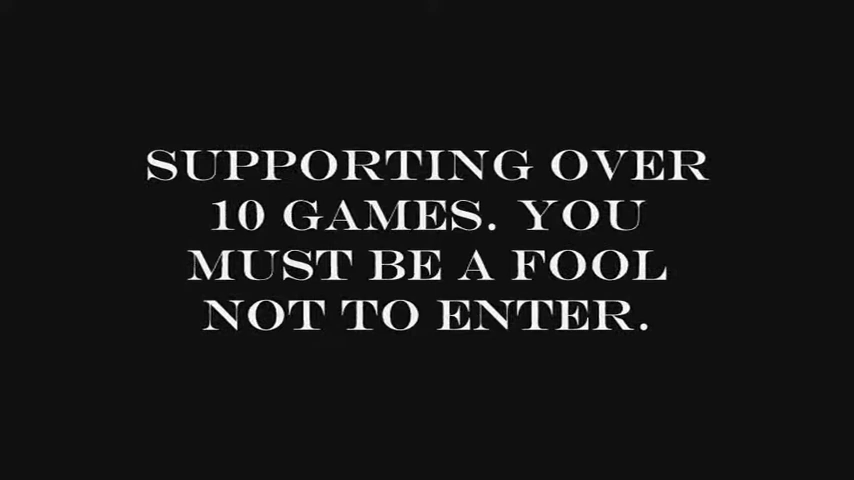 SUPPORTING OVER
10 GAMES. YOU
MUST BE A FOOL
NOT TO ENTER.